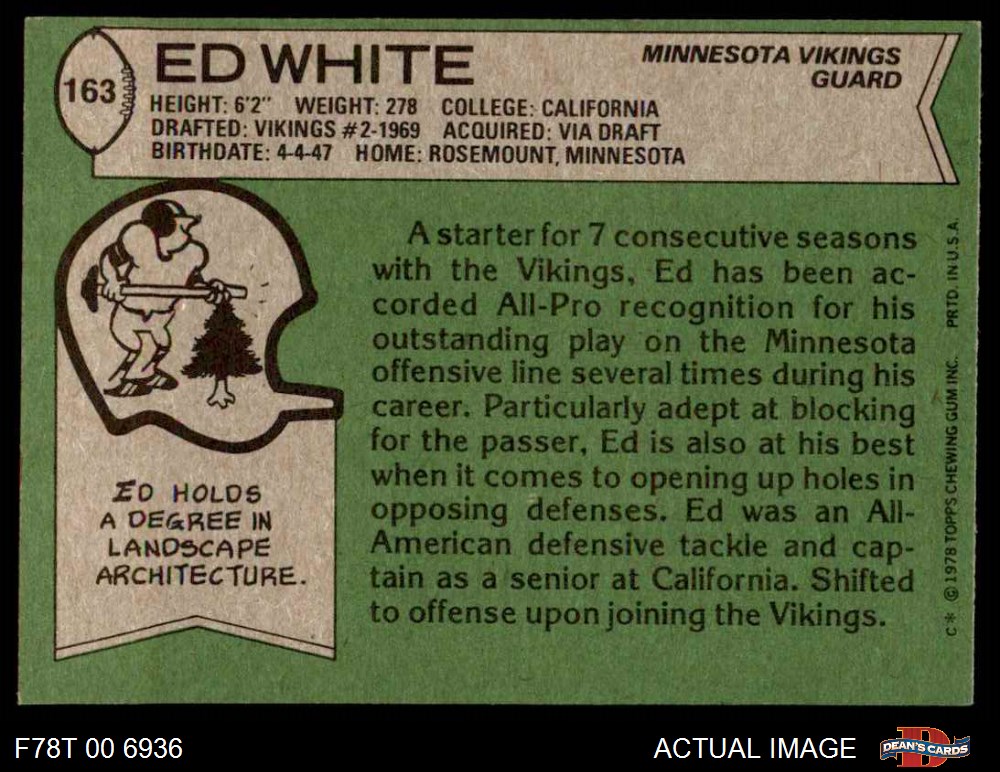 163
ED WHITE
MINNESOTA VIKINGS
GUARD
HEIGHT: 6'2" WEIGHT: 278 COLLEGE: CALIFORNIA
DRAFTED: VIKINGS #2-1969 ACQUIRED: VIA DRAFT
BIRTHDATE: 4-4-47 HOME: ROSEMOUNT, MINNESOTA
A starter for 7 consecutive seasons
with the Vikings, Ed has been ac-
corded All-Pro recognition for his
outstanding play on the Minnesota
offensive line several times during his
career. Particularly adept at blocking
for the passer, Ed is also at his best
when it comes to opening up holes in
opposing defenses. Ed was an All-
American defensive tackle and cap-
tain as a senior at California. Shifted
to offense upon joining the Vikings.
ED HOLDS
A DEGREE IN
LANDSCAPE
ARCHITECTURE.
C* © 1978 TOPPS CHEWING GUM INC. PRTD. IN U.S.A.
F78T 00 6936
ACTUAL IMAGE
D
DEAN'S CARDS